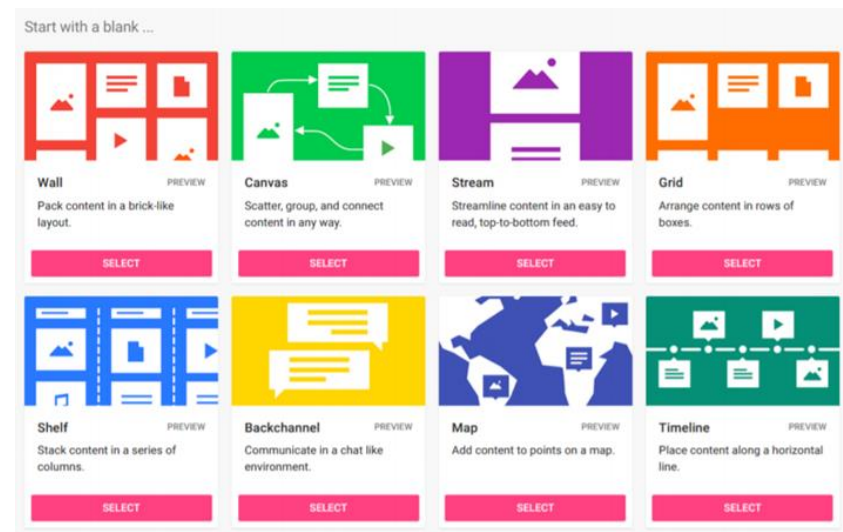 Start with a blank ...
Wall PREVIEW
Pack content in a brick-like
layout.
SELECT
Canvas PREVIEW
Scatter, group, and connect
content in any way.
SELECT
Stream PREVIEW
Streamline content in an easy to
read, top-to-bottom feed.
SELECT
Grid PREVIEW
Arrange content in rows of
boxes.
SELECT
Shelf PREVIEW
Stack content in a series of
columns.
SELECT
Backchannel PREVIEW
Communicate in a chat like
environment.
SELECT
Map PREVIEW
Add content to points on a map.
SELECT
Timeline PREVIEW
Place content along a horizontal
line.
SELECT